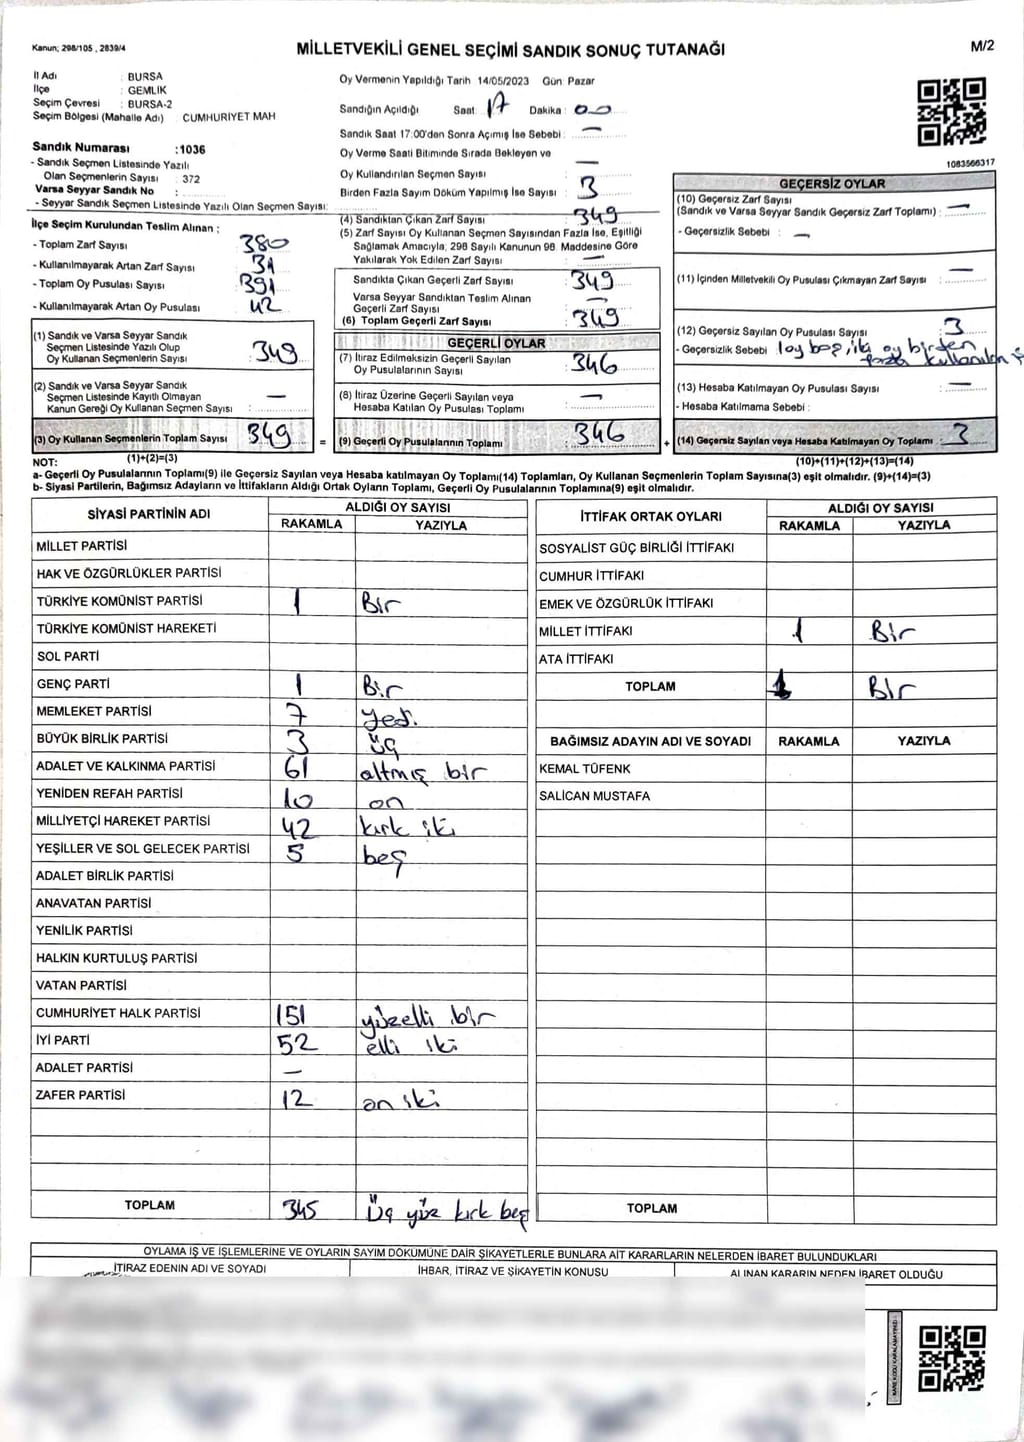 Kanun; 298/105 , 2839/4
MİLLETVEKİLİ GENEL SEÇİMİ SANDIK SONUÇ TUTANAĞI
M/2
İl Adı : BURSA
İlçe : GEMLİK
Seçim Çevresi : BURSA-2
Seçim Bölgesi (Mahalle Adı) CUMHURİYET MAH
Sandık Numarası :1036
- Sandık Seçmen Listesinde Yazılı
Olan Seçmenlerin Sayısı : 372
Varsa Seyyar Sandık No :
- Seyyar Sandık Seçmen Listesinde Yazılı Olan Seçmen Sayısı:
Oy Vermenin Yapıldığı Tarih 14/05/2023 Gün Pazar
Sandığın Açıldığı Saat: 17 Dakika : 00
Sandık Saat 17:00'dan Sonra Açımış İse Sebebi : —
Oy Verme Saati Bitiminde Sırada Bekleyen ve
Oy Kullandırılan Seçmen Sayısı : —
Birden Fazla Sayım Döküm Yapılmış İse Sayısı : 3
1083566317
İlçe Seçim Kurulundan Teslim Alınan :
- Toplam Zarf Sayısı : 380
- Kullanılmayarak Artan Zarf Sayısı : 31
- Toplam Oy Pusulası Sayısı : 391
- Kullanılmayarak Artan Oy Pusulası : 42
(1) Sandık ve Varsa Seyyar Sandık
Seçmen Listesinde Yazılı Olup
Oy Kullanan Seçmenlerin Sayısı : 349
(2) Sandık ve Varsa Seyyar Sandık
Seçmen Listesinde Kayıtlı Olmayan
Kanun Gereği Oy Kullanan Seçmen Sayısı : —
(3) Oy Kullanan Seçmenlerin Toplam Sayısı : 349 =
(1)+(2)=(3)
(4) Sandıktan Çıkan Zarf Sayısı : 349
(5) Zarf Sayısı Oy Kullanan Seçmen Sayısından Fazla İse, Eşitliği
Sağlamak Amacıyla, 298 Sayılı Kanunun 98. Maddesine Göre
Yakılarak Yok Edilen Zarf Sayısı : —
Sandıkta Çıkan Geçerli Zarf Sayısı : 349
Varsa Seyyar Sandıktan Teslim Alınan
Geçerli Zarf Sayısı : —
(6) Toplam Geçerli Zarf Sayısı : 349
GEÇERLİ OYLAR
(7) İtiraz Edilmeksizin Geçerli Sayılan
Oy Pusulalarının Sayısı : 346
(8) İtiraz Üzerine Geçerli Sayılan veya
Hesaba Katılan Oy Pusulası Toplamı : —
(9) Geçerli Oy Pusulalarının Toplamı : 346 +
GEÇERSİZ OYLAR
(10) Geçersiz Zarf Sayısı
(Sandık ve Varsa Seyyar Sandık Geçersiz Zarf Toplamı) : —
- Geçersizlik Sebebi : —
(11) İçinden Milletvekili Oy Pusulası Çıkmayan Zarf Sayısı : —
(12) Geçersiz Sayılan Oy Pusulası Sayısı : 3
- Geçersizlik Sebebi 1 oy boş, iki oy birden
fazla kullanılan
(13) Hesaba Katılmayan Oy Pusulası Sayısı : —
- Hesaba Katılmama Sebebi :
(14) Geçersiz Sayılan veya Hesaba Katılmayan Oy Toplamı : 3
(10)+(11)+(12)+(13)=(14)
NOT:
a- Geçerli Oy Pusulalarının Toplamı(9) ile Geçersiz Sayılan veya Hesaba katılmayan Oy Toplamı(14) Toplamları, Oy Kullanan Seçmenlerin Toplam Sayısına(3) eşit olmalıdır. (9)+(14)=(3)
b- Siyasi Partilerin, Bağımsız Adayların ve İttifakların Aldığı Ortak Oyların Toplamı, Geçerli Oy Pusulalarının Toplamına(9) eşit olmalıdır.
SİYASİ PARTİNİN ADI ALDIĞI OY SAYISI
RAKAMLA YAZIYLA
MİLLET PARTİSİ
HAK VE ÖZGÜRLÜKLER PARTİSİ
TÜRKİYE KOMÜNİST PARTİSİ 1 Bir
TÜRKİYE KOMÜNİST HAREKETİ
SOL PARTİ
GENÇ PARTİ 1 Bir
MEMLEKET PARTİSİ 7 yedi
BÜYÜK BİRLİK PARTİSİ 3 üç
ADALET VE KALKINMA PARTİSİ 61 altmış bir
YENİDEN REFAH PARTİSİ 10 on
MİLLİYETÇİ HAREKET PARTİSİ 42 kırk iki
YEŞİLLER VE SOL GELECEK PARTİSİ 5 beş
ADALET BİRLİK PARTİSİ
ANAVATAN PARTİSİ
YENİLİK PARTİSİ
HALKIN KURTULUŞ PARTİSİ
VATAN PARTİSİ
CUMHURİYET HALK PARTİSİ 151 yüzelli bir
İYİ PARTİ 52 elli iki
ADALET PARTİSİ —
ZAFER PARTİSİ 12 on iki
TOPLAM 345 Üç yüz kırk beş
İTTİFAK ORTAK OYLARI ALDIĞI OY SAYISI
RAKAMLA YAZIYLA
SOSYALİST GÜÇ BİRLİĞİ İTTİFAKI
CUMHUR İTTİFAKI
EMEK VE ÖZGÜRLÜK İTTİFAKI
MİLLET İTTİFAKI 1 Bir
ATA İTTİFAKI
TOPLAM 1 Bir
BAĞIMSIZ ADAYIN ADI VE SOYADI RAKAMLA YAZIYLA
KEMAL TÜFENK
SALİCAN MUSTAFA
TOPLAM
OYLAMA İŞ VE İŞLEMLERİNE VE OYLARIN SAYIM DÖKÜMÜNE DAİR ŞİKAYETLERLE BUNLARA AİT KARARLARIN NELERDEN İBARET BULUNDUKLARI
İTİRAZ EDENİN ADI VE SOYADI İHBAR, İTİRAZ VE ŞİKAYETİN KONUSU ALINAN KARARIN NEDEN İBARET OLDUĞU